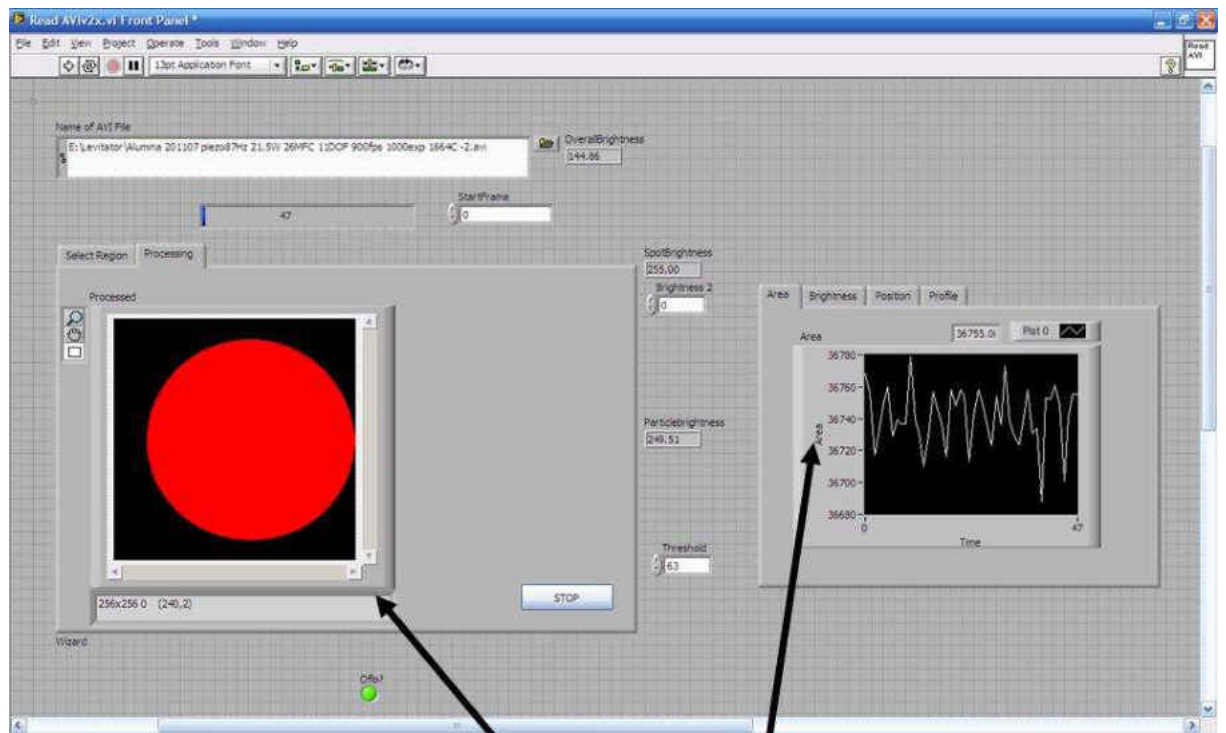 Read AVIv2x.vi Front Panel *
File Edit View Project Operate Tools Window Help
13pt Application Font
Read
AVI
Name of AVI File
E:\Levitator\Alumina 201107 piezo87Hz 21.5W 26MFC 11DOF 900fps 1000exp 1664C -2.avi
OverallBrightness
144.86
StartFrame
47
0
Select Region Processing
SpotBrightness
255.00
Brightness 2
0
Processed
Area Brightness Position Profile
Area
36755.0
Plot 0
36780
36760
36740
36720
36700
36680
Area
0
47
Time
Particlebrightness
249.51
Threshold
63
256x256 0 (240,2)
STOP
Wizard